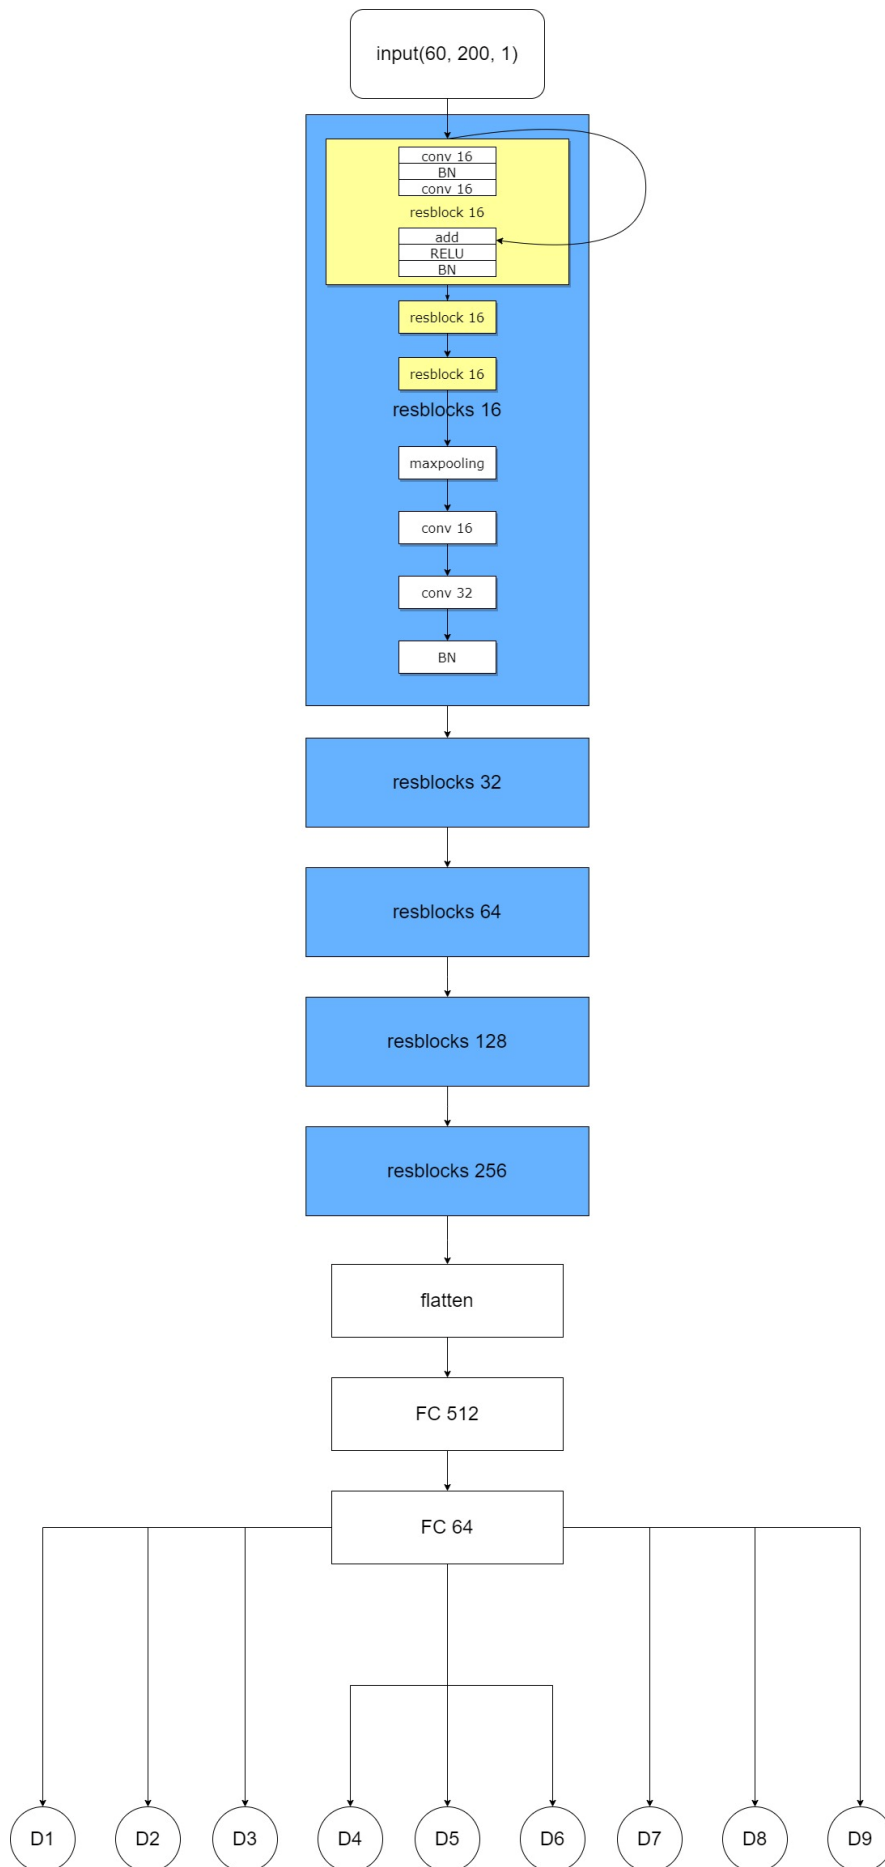 input(60, 200, 1)
conv 16
BN
conv 16
resblock 16
add
RELU
BN
resblock 16
resblock 16
resblocks 16
maxpooling
conv 16
conv 32
BN
resblocks 32
resblocks 64
resblocks 128
resblocks 256
flatten
FC 512
FC 64
D1 D2 D3 D4 D5 D6 D7 D8 D9